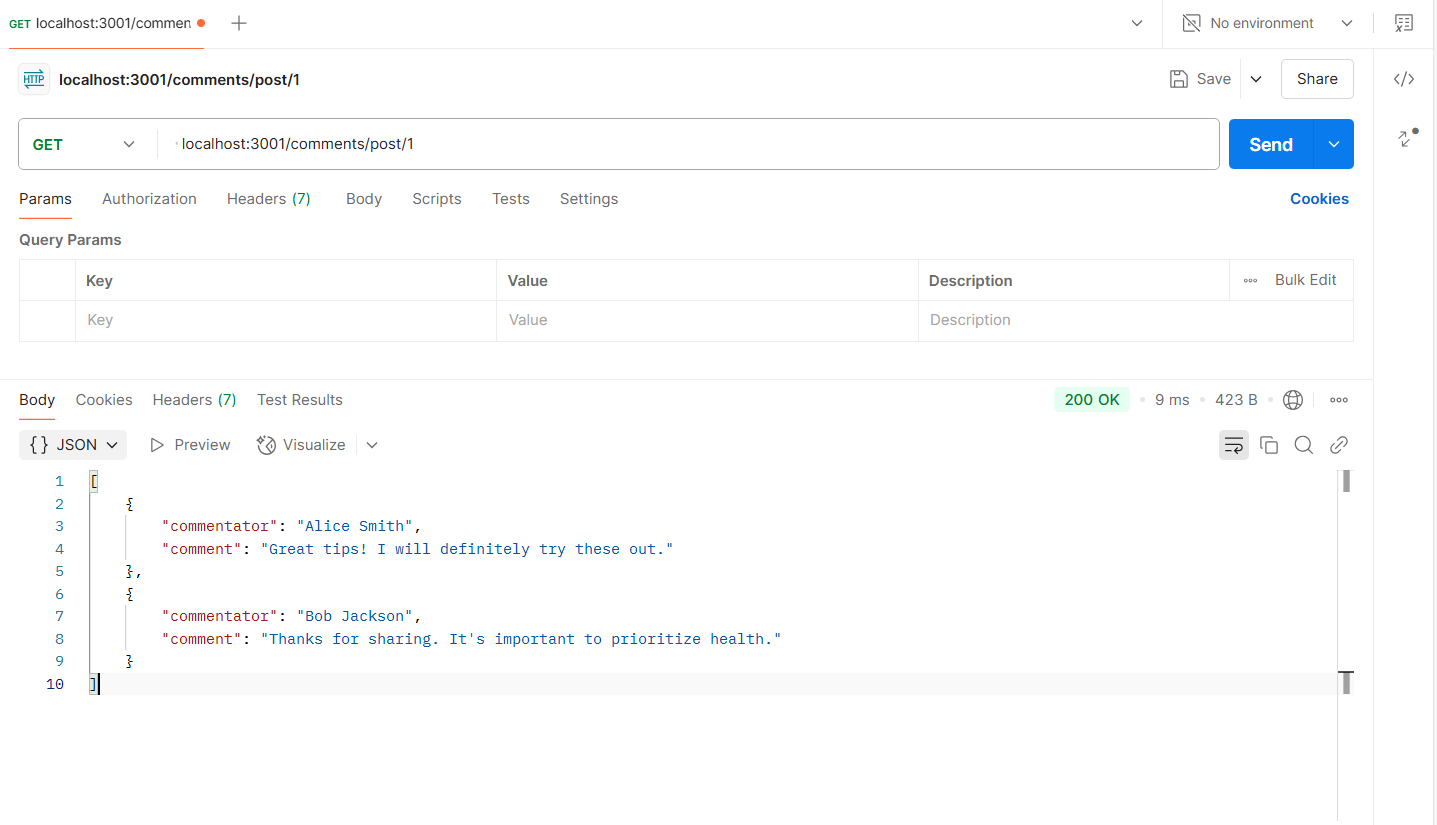 GET localhost:3001/commen
No environment
HTTP localhost:3001/comments/post/1
Save
Share
GET
localhost:3001/comments/post/1
Send
Params Authorization Headers (7) Body Scripts Tests Settings
Cookies
Query Params
Key Value Description Bulk Edit
Key Value Description
Body Cookies Headers (7) Test Results
200 OK 9 ms 423 B
{} JSON Preview Visualize
1 [
2 {
3 "commentator": "Alice Smith",
4 "comment": "Great tips! I will definitely try these out."
5 },
6 {
7 "commentator": "Bob Jackson",
8 "comment": "Thanks for sharing. It's important to prioritize health."
9 }
10 ]